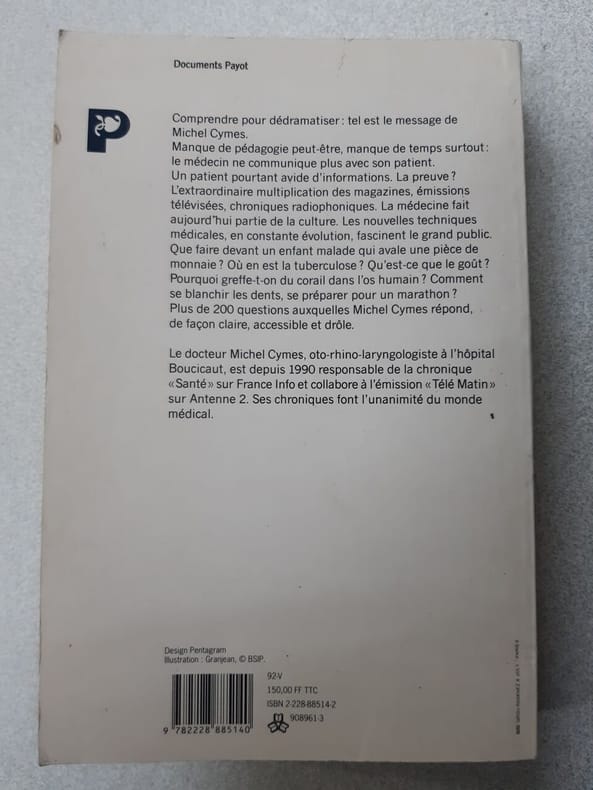 Documents Payot
P
Comprendre pour dédramatiser : tel est le message de
Michel Cymes.
Manque de pédagogie peut-être, manque de temps surtout :
le médecin ne communique plus avec son patient.
Un patient pourtant avide d'informations. La preuve ?
L'extraordinaire multiplication des magazines, émissions
télévisées, chroniques radiophoniques. La médecine fait
aujourd'hui partie de la culture. Les nouvelles techniques
médicales, en constante évolution, fascinent le grand public.
Que faire devant un enfant malade qui avale une pièce de
monnaie ? Où en est la tuberculose ? Qu'est-ce que le goût ?
Pourquoi greffe-t-on du corail dans l'os humain ? Comment
se blanchir les dents, se préparer pour un marathon ?
Plus de 200 questions auxquelles Michel Cymes répond,
de façon claire, accessible et drôle.
Le docteur Michel Cymes, oto-rhino-laryngologiste à l'hôpital
Boucicaut, est depuis 1990 responsable de la chronique
«Santé» sur France Info et collabore à l'émission «Télé Matin»
sur Antenne 2. Ses chroniques font l'unanimité du monde
médical.
Design Pentagram
Illustration : Granjean, © BSIP.
92-V
150,00 FF TTC
ISBN 2-228-88514-2
908961-3
9 782228 885140